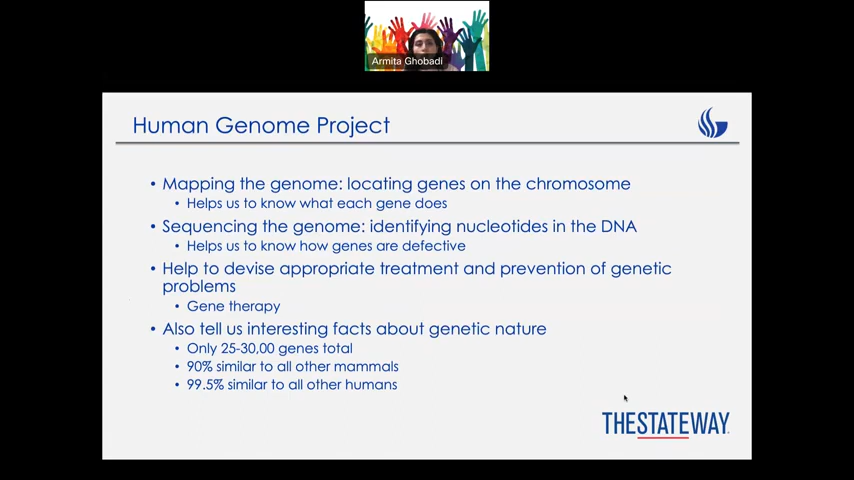 Armita Ghobadi
Human Genome Project
• Mapping the genome: locating genes on the chromosome
• Helps us to know what each gene does
• Sequencing the genome: identifying nucleotides in the DNA
• Helps us to know how genes are defective
• Help to devise appropriate treatment and prevention of genetic
problems
• Gene therapy
• Also tell us interesting facts about genetic nature
• Only 25-30,00 genes total
• 90% similar to all other mammals
• 99.5% similar to all other humans
THESTATEWAY.